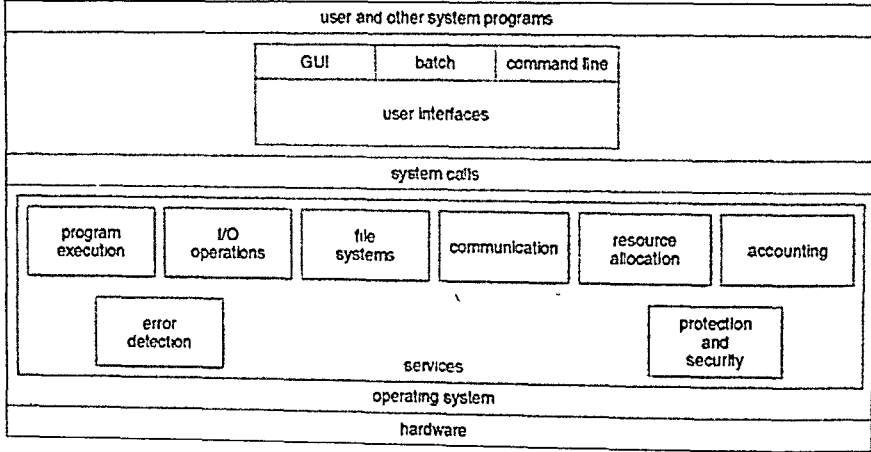 user and other system programs
GUI batch command line
user interfaces
system calls
program execution
I/O operations
file systems
communication
resource allocation
accounting
error detection
protection and security
services
operating system
hardware